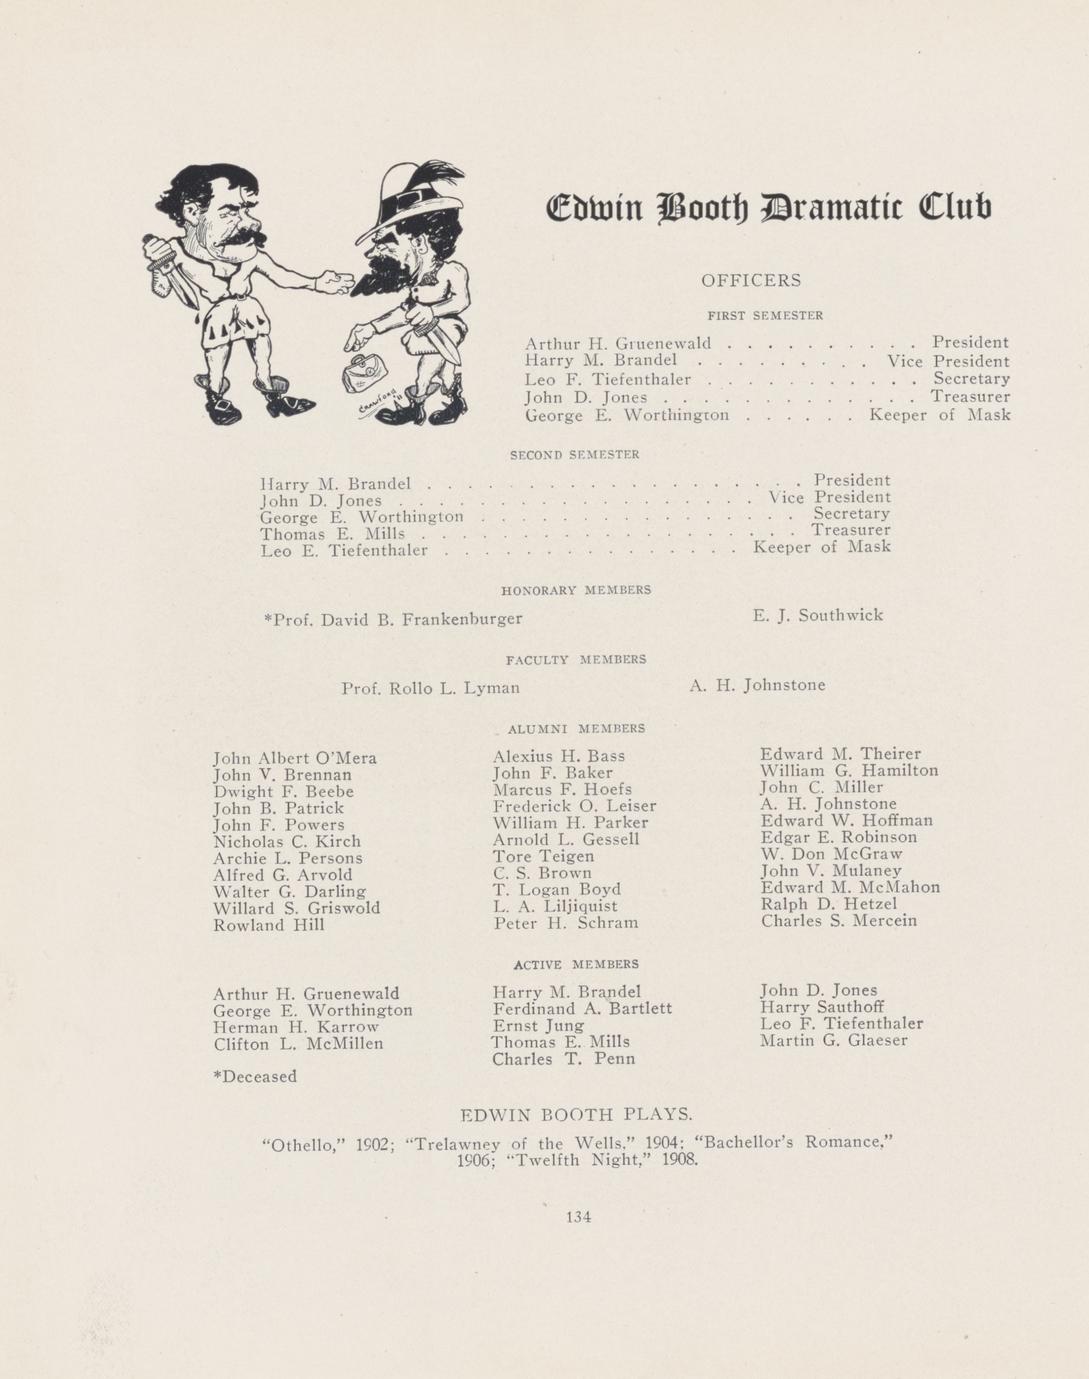 Edwin Booth Dramatic Club
OFFICERS
FIRST SEMESTER
Arthur H. Gruenewald . . . . . . . . . . President
Harry M. Brandel . . . . . . . . Vice President
Leo F. Tiefenthaler . . . . . . . . . . . Secretary
John D. Jones . . . . . . . . . . . . . Treasurer
George E. Worthington . . . . . . Keeper of Mask
Crawford '11
SECOND SEMESTER
Harry M. Brandel . . . . . . . . . . . . . . . . . . President
John D. Jones . . . . . . . . . . . . . . . . . Vice President
George E. Worthington . . . . . . . . . . . . . . . Secretary
Thomas E. Mills . . . . . . . . . . . . . . . . . Treasurer
Leo E. Tiefenthaler . . . . . . . . . . . . . Keeper of Mask
HONORARY MEMBERS
*Prof. David B. Frankenburger E. J. Southwick
FACULTY MEMBERS
Prof. Rollo L. Lyman A. H. Johnstone
ALUMNI MEMBERS
John Albert O'Mera Alexius H. Bass Edward M. Theirer
John V. Brennan John F. Baker William G. Hamilton
Dwight F. Beebe Marcus F. Hoefs John C. Miller
John B. Patrick Frederick O. Leiser A. H. Johnstone
John F. Powers William H. Parker Edward W. Hoffman
Nicholas C. Kirch Arnold L. Gessell Edgar E. Robinson
Archie L. Persons Tore Teigen W. Don McGraw
Alfred G. Arvold C. S. Brown John V. Mulaney
Walter G. Darling T. Logan Boyd Edward M. McMahon
Willard S. Griswold L. A. Liljiquist Ralph D. Hetzel
Rowland Hill Peter H. Schram Charles S. Mercein
ACTIVE MEMBERS
Arthur H. Gruenewald Harry M. Brandel John D. Jones
George E. Worthington Ferdinand A. Bartlett Harry Sauthoff
Herman H. Karrow Ernst Jung Leo F. Tiefenthaler
Clifton L. McMillen Thomas E. Mills Martin G. Glaeser
Charles T. Penn
*Deceased
EDWIN BOOTH PLAYS.
"Othello," 1902; "Trelawney of the Wells," 1904; "Bachellor's Romance,"
1906; "Twelfth Night," 1908.
134